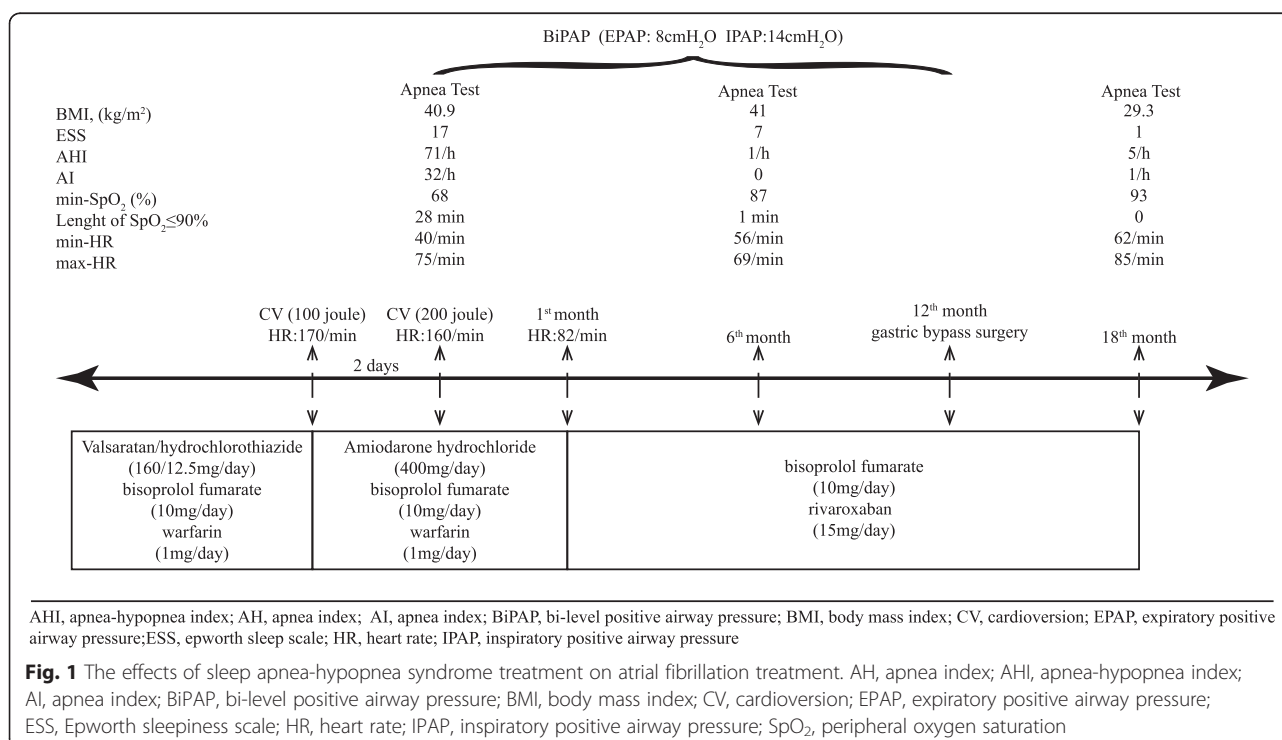 BiPAP (EPAP: 8cmH₂O IPAP:14cmH₂O)
Apnea Test Apnea Test Apnea Test
BMI, (kg/m²) 40.9 41 29.3
ESS 17 7 1
AHI 71/h 1/h 5/h
AI 32/h 0 1/h
min-SpO₂ (%) 68 87 93
Lenght of SpO₂≤90% 28 min 1 min 0
min-HR 40/min 56/min 62/min
max-HR 75/min 69/min 85/min
CV (100 joule) CV (200 joule) 1st month 12th month
HR:170/min HR:160/min HR:82/min 6th month gastric bypass surgery 18th month
2 days
Valsaratan/hydrochlorothiazide
(160/12.5mg/day)
bisoprolol fumarate
(10mg/day)
warfarin
(1mg/day)
Amiodarone hydrochloride
(400mg/day)
bisoprolol fumarate
(10mg/day)
warfarin
(1mg/day)
bisoprolol fumarate
(10mg/day)
rivaroxaban
(15mg/day)
AHI, apnea-hypopnea index; AH, apnea index; AI, apnea index; BiPAP, bi-level positive airway pressure; BMI, body mass index; CV, cardioversion; EPAP, expiratory positive
airway pressure;ESS, epworth sleep scale; HR, heart rate; IPAP, inspiratory positive airway pressure
Fig. 1 The effects of sleep apnea-hypopnea syndrome treatment on atrial fibrillation treatment. AH, apnea index; AHI, apnea-hypopnea index;
AI, apnea index; BiPAP, bi-level positive airway pressure; BMI, body mass index; CV, cardioversion; EPAP, expiratory positive airway pressure;
ESS, Epworth sleepiness scale; HR, heart rate; IPAP, inspiratory positive airway pressure; SpO₂, peripheral oxygen saturation